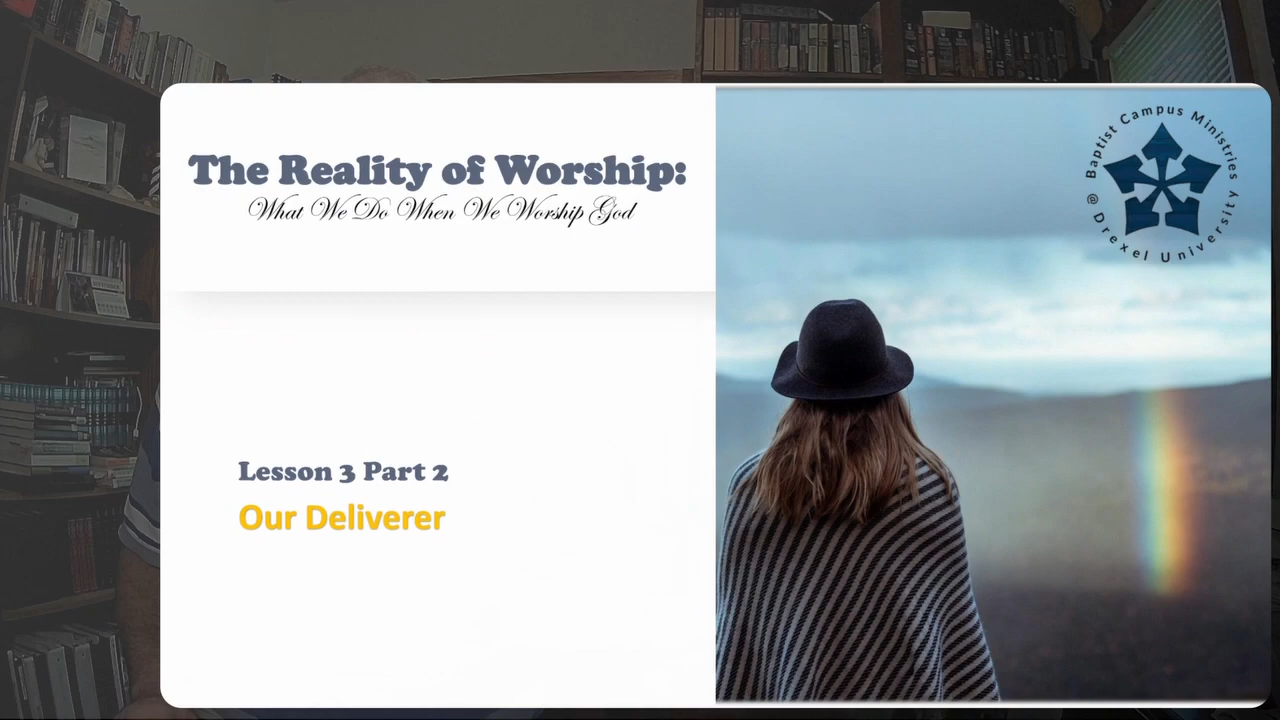 The Reality of Worship:
What We Do When We Worship God
Lesson 3 Part 2
Our Deliverer
Baptist Campus Ministries
@ Drexel University